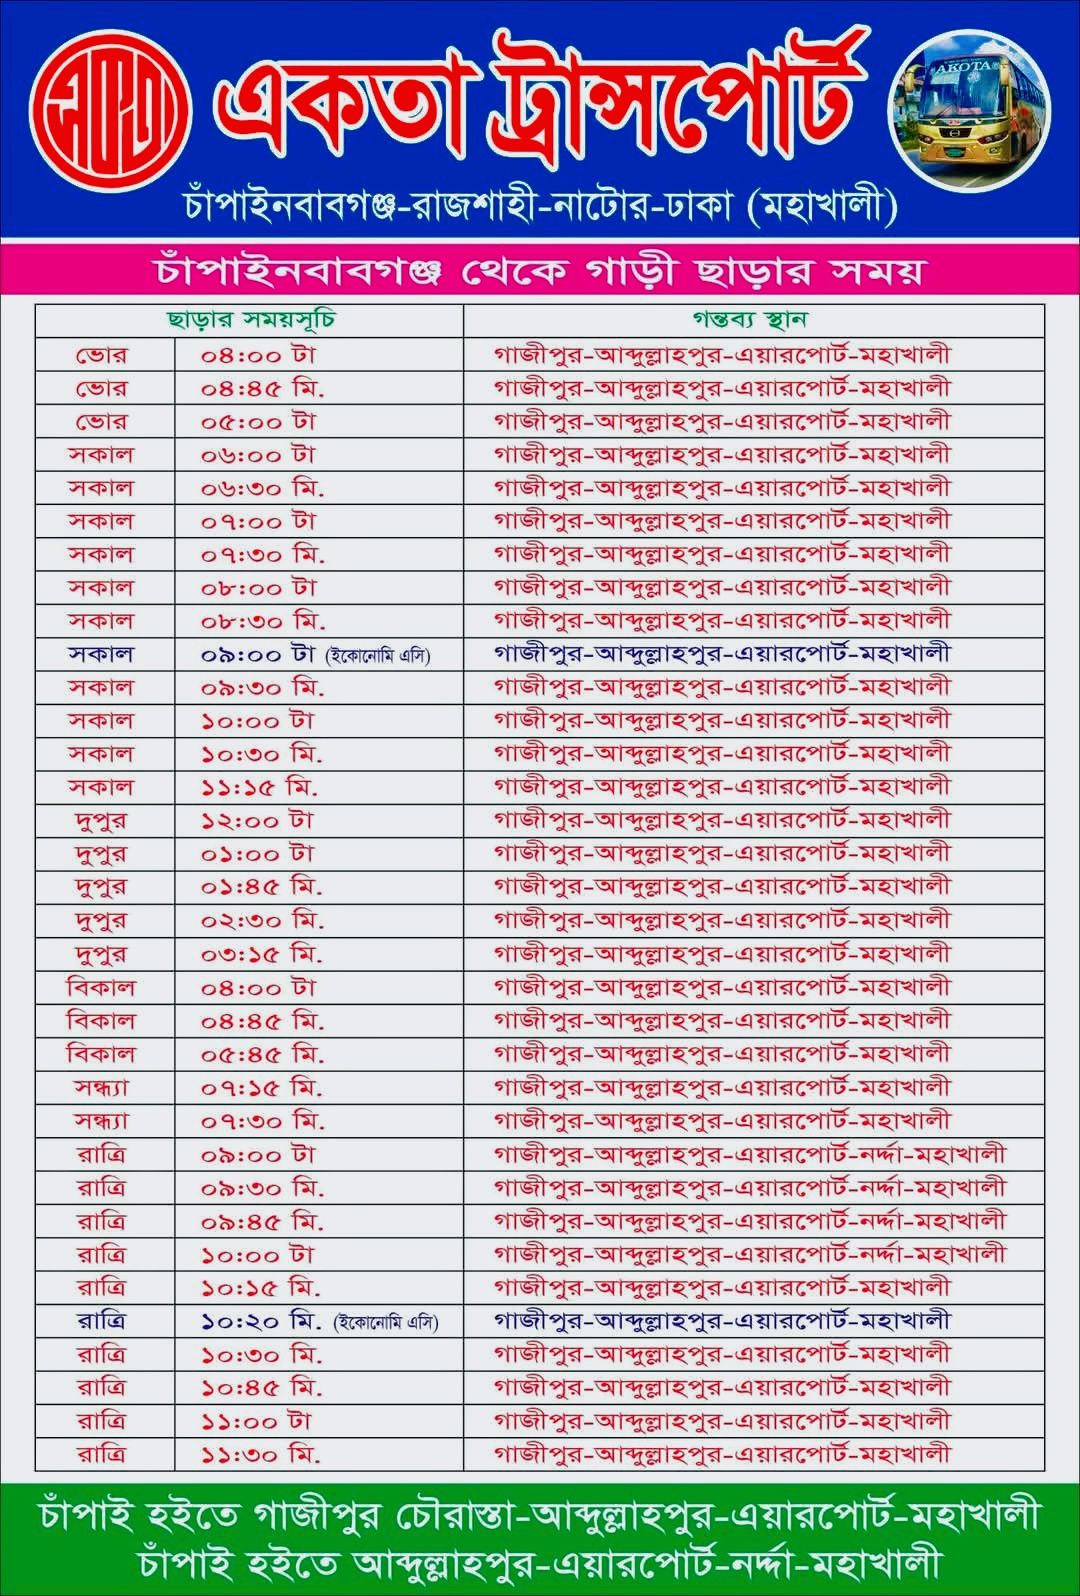 একতা
একতা ট্রান্সপোর্ট
AKOTA
চাঁপাইনবাবগঞ্জ-রাজশাহী-নাটোর-ঢাকা (মহাখালী)
চাঁপাইনবাবগঞ্জ থেকে গাড়ী ছাড়ার সময়
ছাড়ার সময়সূচি গন্তব্য স্থান
ভোর ০৪:০০ টা গাজীপুর-আব্দুল্লাহপুর-এয়ারপোর্ট-মহাখালী
ভোর ০৪:৪৫ মি. গাজীপুর-আব্দুল্লাহপুর-এয়ারপোর্ট-মহাখালী
ভোর ০৫:০০ টা গাজীপুর-আব্দুল্লাহপুর-এয়ারপোর্ট-মহাখালী
সকাল ০৬:০০ টা গাজীপুর-আব্দুল্লাহপুর-এয়ারপোর্ট-মহাখালী
সকাল ০৬:৩০ মি. গাজীপুর-আব্দুল্লাহপুর-এয়ারপোর্ট-মহাখালী
সকাল ০৭:০০ টা গাজীপুর-আব্দুল্লাহপুর-এয়ারপোর্ট-মহাখালী
সকাল ০৭:৩০ মি. গাজীপুর-আব্দুল্লাহপুর-এয়ারপোর্ট-মহাখালী
সকাল ০৮:০০ টা গাজীপুর-আব্দুল্লাহপুর-এয়ারপোর্ট-মহাখালী
সকাল ০৮:৩০ মি. গাজীপুর-আব্দুল্লাহপুর-এয়ারপোর্ট-মহাখালী
সকাল ০৯:০০ টা (ইকোনোমি এসি) গাজীপুর-আব্দুল্লাহপুর-এয়ারপোর্ট-মহাখালী
সকাল ০৯:৩০ মি. গাজীপুর-আব্দুল্লাহপুর-এয়ারপোর্ট-মহাখালী
সকাল ১০:০০ টা গাজীপুর-আব্দুল্লাহপুর-এয়ারপোর্ট-মহাখালী
সকাল ১০:৩০ মি. গাজীপুর-আব্দুল্লাহপুর-এয়ারপোর্ট-মহাখালী
সকাল ১১:১৫ মি. গাজীপুর-আব্দুল্লাহপুর-এয়ারপোর্ট-মহাখালী
দুপুর ১২:০০ টা গাজীপুর-আব্দুল্লাহপুর-এয়ারপোর্ট-মহাখালী
দুপুর ০১:০০ টা গাজীপুর-আব্দুল্লাহপুর-এয়ারপোর্ট-মহাখালী
দুপুর ০১:৪৫ মি. গাজীপুর-আব্দুল্লাহপুর-এয়ারপোর্ট-মহাখালী
দুপুর ০২:৩০ মি. গাজীপুর-আব্দুল্লাহপুর-এয়ারপোর্ট-মহাখালী
দুপুর ০৩:১৫ মি. গাজীপুর-আব্দুল্লাহপুর-এয়ারপোর্ট-মহাখালী
বিকাল ০৪:০০ টা গাজীপুর-আব্দুল্লাহপুর-এয়ারপোর্ট-মহাখালী
বিকাল ০৪:৪৫ মি. গাজীপুর-আব্দুল্লাহপুর-এয়ারপোর্ট-মহাখালী
বিকাল ০৫:৪৫ মি. গাজীপুর-আব্দুল্লাহপুর-এয়ারপোর্ট-মহাখালী
সন্ধ্যা ০৭:১৫ মি. গাজীপুর-আব্দুল্লাহপুর-এয়ারপোর্ট-মহাখালী
সন্ধ্যা ০৭:৩০ মি. গাজীপুর-আব্দুল্লাহপুর-এয়ারপোর্ট-মহাখালী
রাত্রি ০৯:০০ টা গাজীপুর-আব্দুল্লাহপুর-এয়ারপোর্ট-নর্দ্দা-মহাখালী
রাত্রি ০৯:৩০ মি. গাজীপুর-আব্দুল্লাহপুর-এয়ারপোর্ট-নর্দ্দা-মহাখালী
রাত্রি ০৯:৪৫ মি. গাজীপুর-আব্দুল্লাহপুর-এয়ারপোর্ট-নর্দ্দা-মহাখালী
রাত্রি ১০:০০ টা গাজীপুর-আব্দুল্লাহপুর-এয়ারপোর্ট-নর্দ্দা-মহাখালী
রাত্রি ১০:১৫ মি. গাজীপুর-আব্দুল্লাহপুর-এয়ারপোর্ট-মহাখালী
রাত্রি ১০:২০ মি. (ইকোনোমি এসি) গাজীপুর-আব্দুল্লাহপুর-এয়ারপোর্ট-মহাখালী
রাত্রি ১০:৩০ মি. গাজীপুর-আব্দুল্লাহপুর-এয়ারপোর্ট-মহাখালী
রাত্রি ১০:৪৫ মি. গাজীপুর-আব্দুল্লাহপুর-এয়ারপোর্ট-মহাখালী
রাত্রি ১১:০০ টা গাজীপুর-আব্দুল্লাহপুর-এয়ারপোর্ট-মহাখালী
রাত্রি ১১:৩০ মি. গাজীপুর-আব্দুল্লাহপুর-এয়ারপোর্ট-মহাখালী
চাঁপাই হইতে গাজীপুর চৌরাস্তা-আব্দুল্লাহপুর-এয়ারপোর্ট-মহাখালী
চাঁপাই হইতে আব্দুল্লাহপুর-এয়ারপোর্ট-নর্দ্দা-মহাখালী